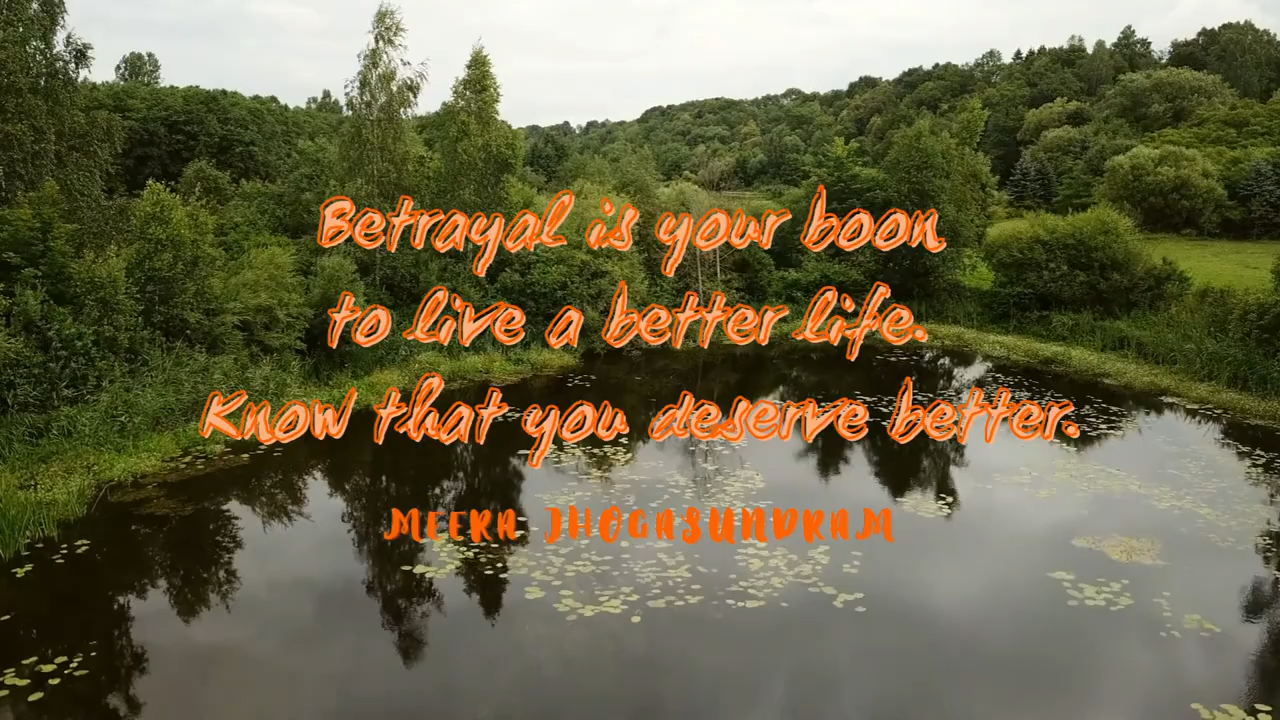 Betrayal is your boon
to live a better life.
Know that you deserve better.
MEERA JHOGASUNDRAM